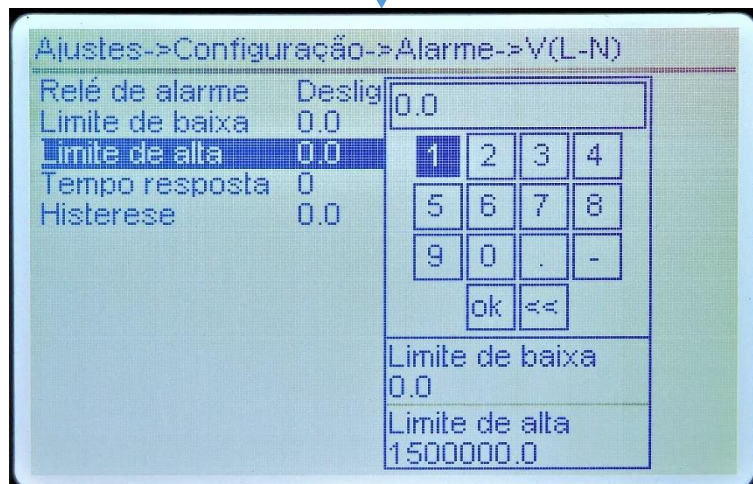 Ajustes->Configuração->Alarme->V(L-N)
Relé de alarme Deslig
Limite de baixa 0.0
Limite de alta 0.0
Tempo resposta 0
Histerese 0.0
0.0
1 2 3 4
5 6 7 8
9 0 . -
ok <<
Limite de baixa
0.0
Limite de alta
1500000.0